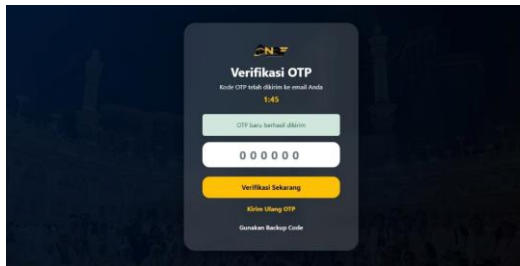 Verifikasi OTP
Kode OTP telah dikirim ke email Anda
1:45
OTP baru berhasil dikirim
000000
Verifikasi Sekarang
Kirim Ulang OTP
Gunakan Backup Code